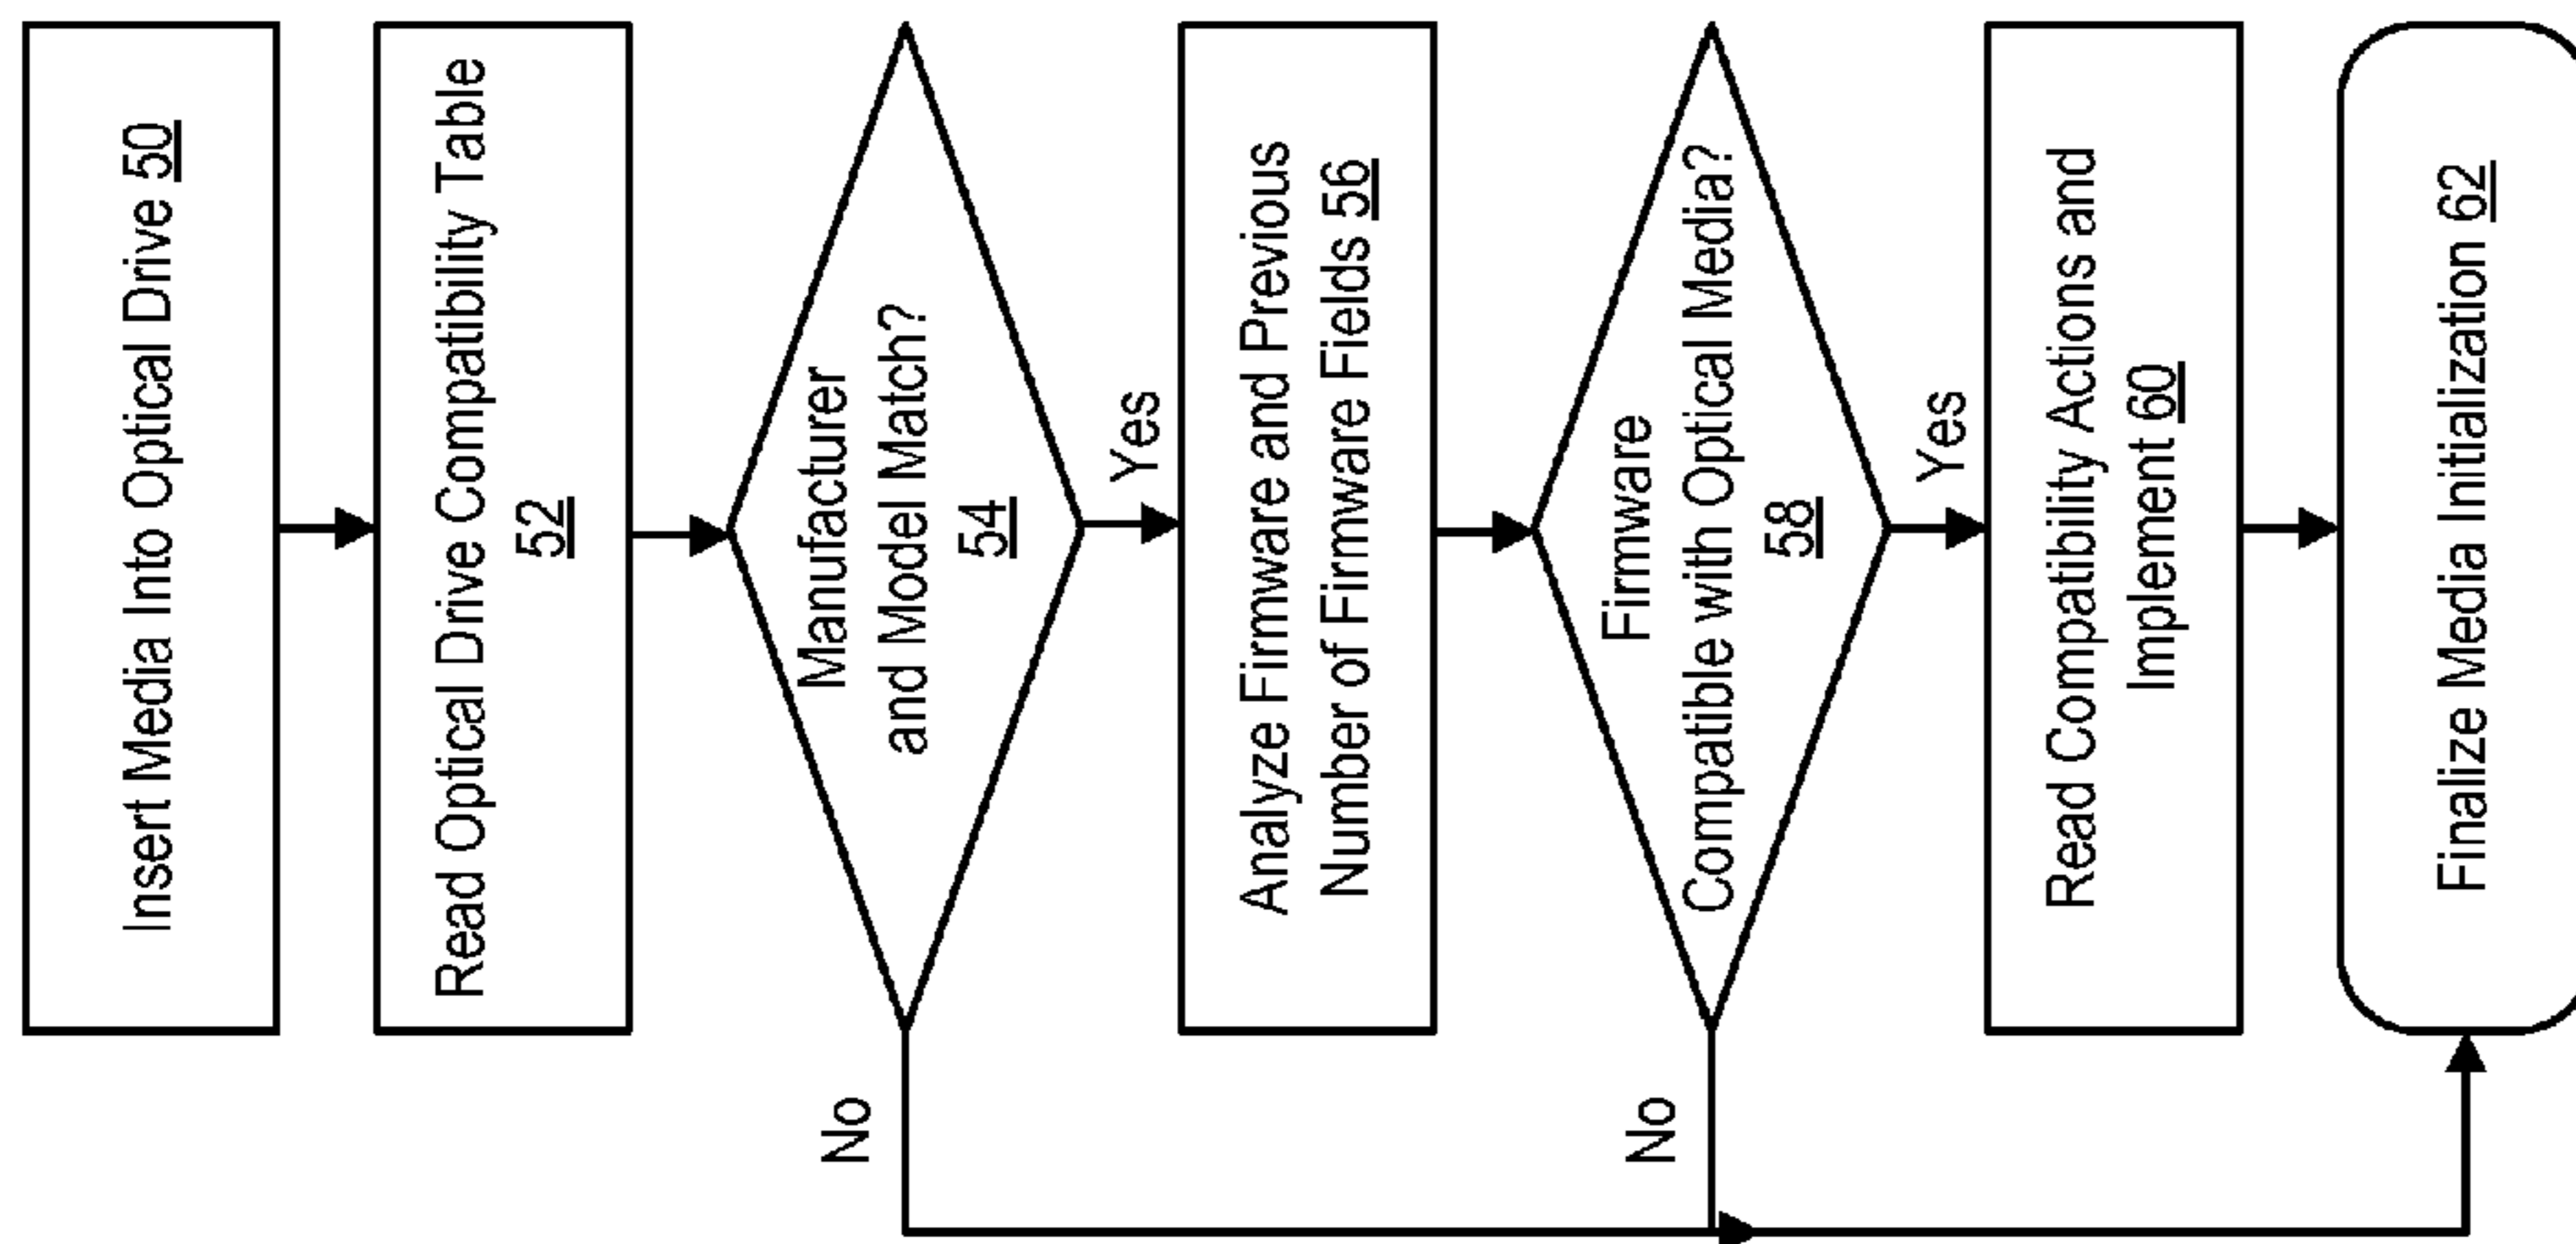 Insert Media Into Optical Drive 50
Read Optical Drive Compatibility Table
52
Manufacturer
and Model Match?
54
No
Yes
Analyze Firmware and Previous
Number of Firmware Fields 56
Firmware
Compatible with Optical Media?
58
No
Yes
Read Compatibility Actions and
Implement 60
Finalize Media Initialization 62